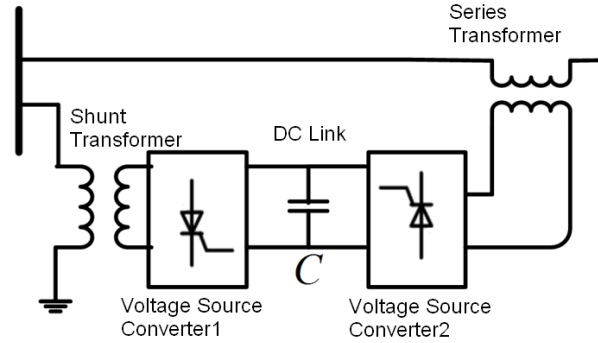 Series
Transformer
Shunt
Transformer
DC Link
C
Voltage Source
Converter1
Voltage Source
Converter2